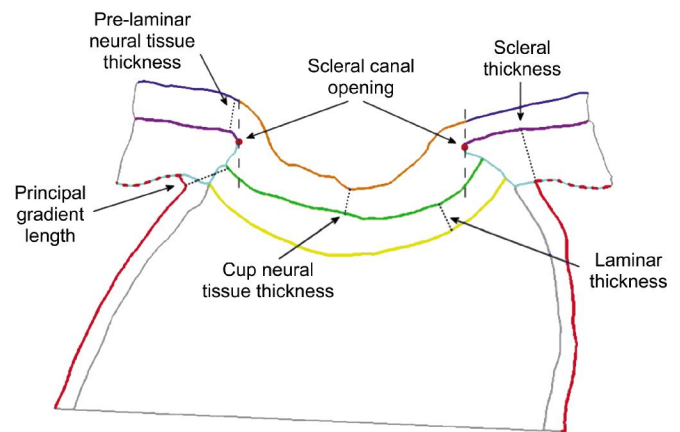 Pre-laminar
neural tissue
thickness
Scleral canal
opening
Scleral
thickness
Principal
gradient
length
Cup neural
tissue thickness
Laminar
thickness